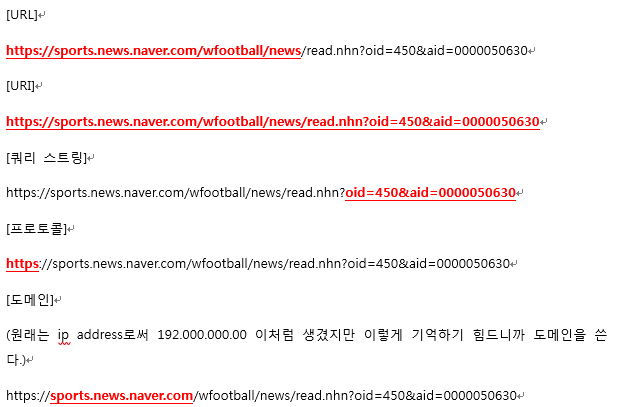 [URL]
https://sports.news.naver.com/wfootball/news/read.nhn?oid=450&aid=0000050630
[URI]
https://sports.news.naver.com/wfootball/news/read.nhn?oid=450&aid=0000050630
[쿼리 스트링]
https://sports.news.naver.com/wfootball/news/read.nhn?oid=450&aid=0000050630
[프로토콜]
https://sports.news.naver.com/wfootball/news/read.nhn?oid=450&aid=0000050630
[도메인]
(원래는 ip address로써 192.000.000.00 이처럼 생겼지만 이렇게 기억하기 힘드니까 도메인을 쓴
다.)
https://sports.news.naver.com/wfootball/news/read.nhn?oid=450&aid=0000050630